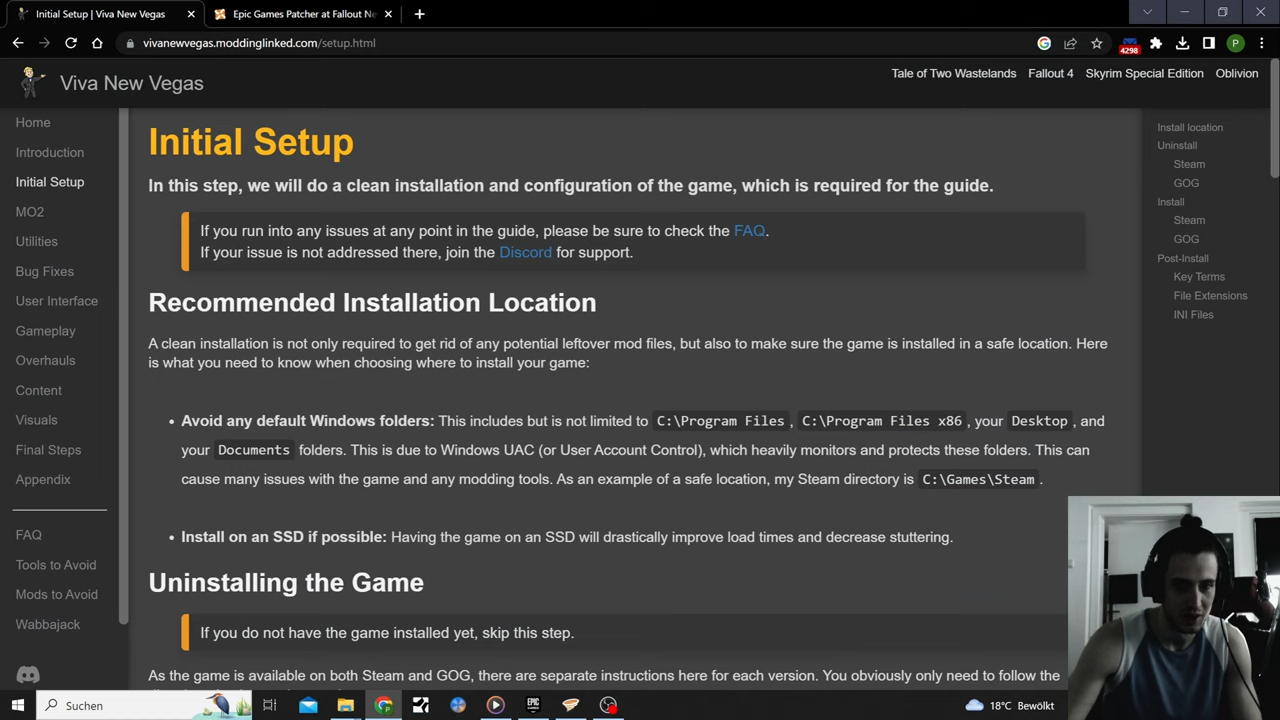 Initial Setup | Viva New Vegas
Epic Games Patcher at Fallout Ne
vivanewvegas.moddinglinked.com/setup.html
4298
P
Viva New Vegas
Tale of Two Wastelands
Fallout 4
Skyrim Special Edition
Oblivion
Home
Introduction
Initial Setup
MO2
Utilities
Bug Fixes
User Interface
Gameplay
Overhauls
Content
Visuals
Final Steps
Appendix
FAQ
Tools to Avoid
Mods to Avoid
Wabbajack
Initial Setup
In this step, we will do a clean installation and configuration of the game, which is required for the guide.
If you run into any issues at any point in the guide, please be sure to check the FAQ.
If your issue is not addressed there, join the Discord for support.
Recommended Installation Location
A clean installation is not only required to get rid of any potential leftover mod files, but also to make sure the game is installed in a safe location. Here
is what you need to know when choosing where to install your game:
• Avoid any default Windows folders: This includes but is not limited to C:\Program Files, C:\Program Files x86, your Desktop, and
your Documents folders. This is due to Windows UAC (or User Account Control), which heavily monitors and protects these folders. This can
cause many issues with the game and any modding tools. As an example of a safe location, my Steam directory is C:\Games\Steam.
• Install on an SSD if possible: Having the game on an SSD will drastically improve load times and decrease stuttering.
Uninstalling the Game
If you do not have the game installed yet, skip this step.
As the game is available on both Steam and GOG, there are separate instructions here for each version. You obviously only need to follow the
Install location
Uninstall
Steam
GOG
Install
Steam
GOG
Post-Install
Key Terms
File Extensions
INI Files
Suchen
EPIC GAMES
18°C Bewölkt